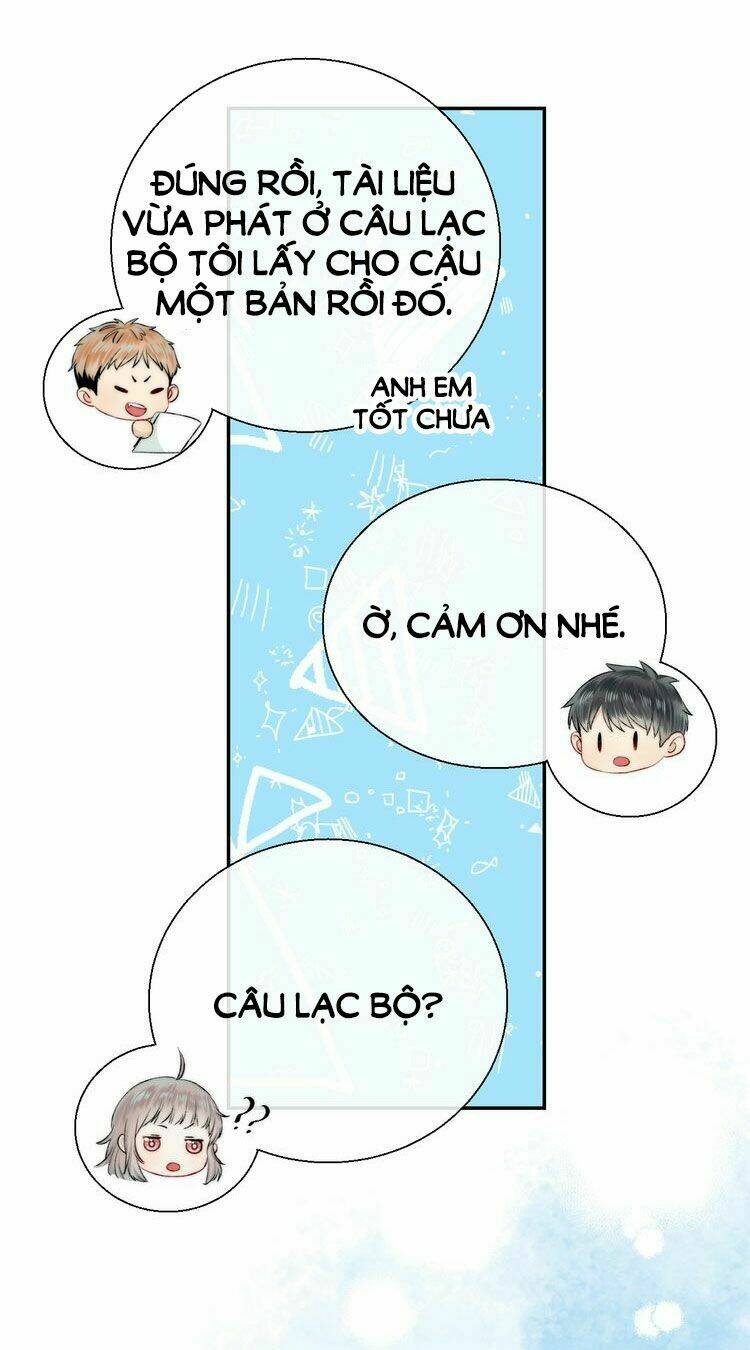 ĐÚNG RỒI, TÀI LIỆU
VỪA PHÁT Ở CÂU LẠC
BỘ TÔI LẤY CHO CẬU
MỘT BẢN RỒI ĐÓ.
ANH EM
TỐT CHƯA
Ờ, CẢM ƠN NHÉ.
CÂU LẠC BỘ?
??